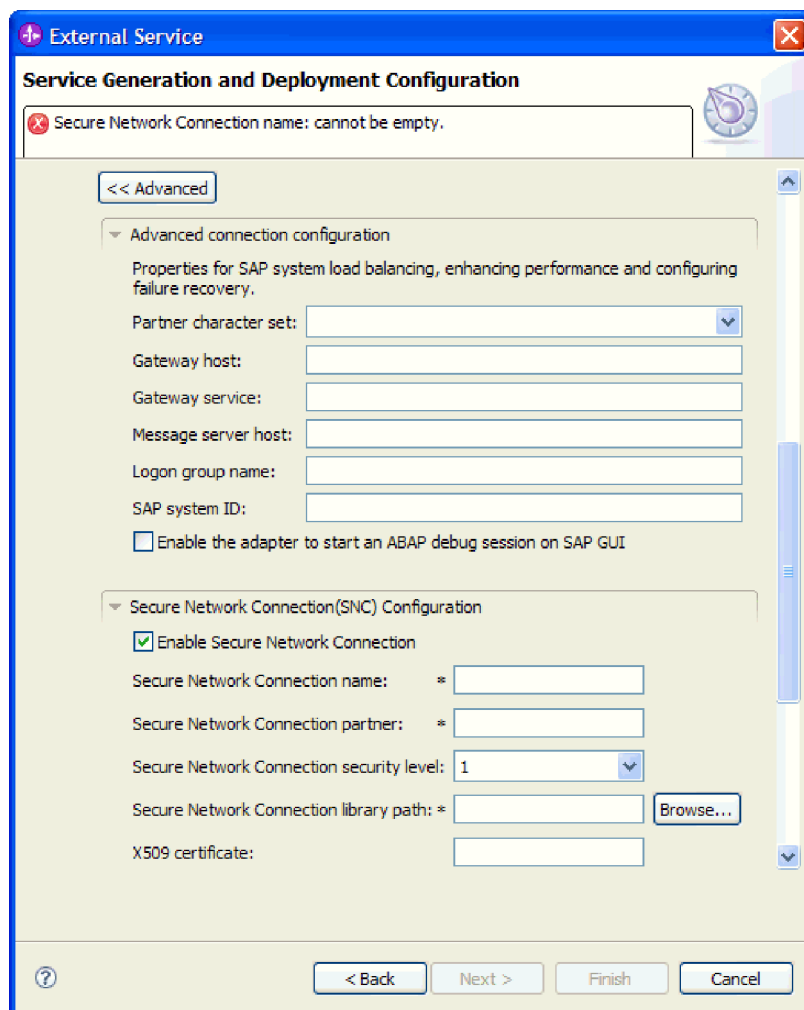 External Service
Service Generation and Deployment Configuration
Secure Network Connection name: cannot be empty.
<< Advanced
Advanced connection configuration
Properties for SAP system load balancing, enhancing performance and configuring
failure recovery.
Partner character set:
Gateway host:
Gateway service:
Message server host:
Logon group name:
SAP system ID:
Enable the adapter to start an ABAP debug session on SAP GUI
Secure Network Connection(SNC) Configuration
Enable Secure Network Connection
Secure Network Connection name: *
Secure Network Connection partner: *
Secure Network Connection security level: 1
Secure Network Connection library path: * Browse...
X509 certificate:
? < Back Next > Finish Cancel